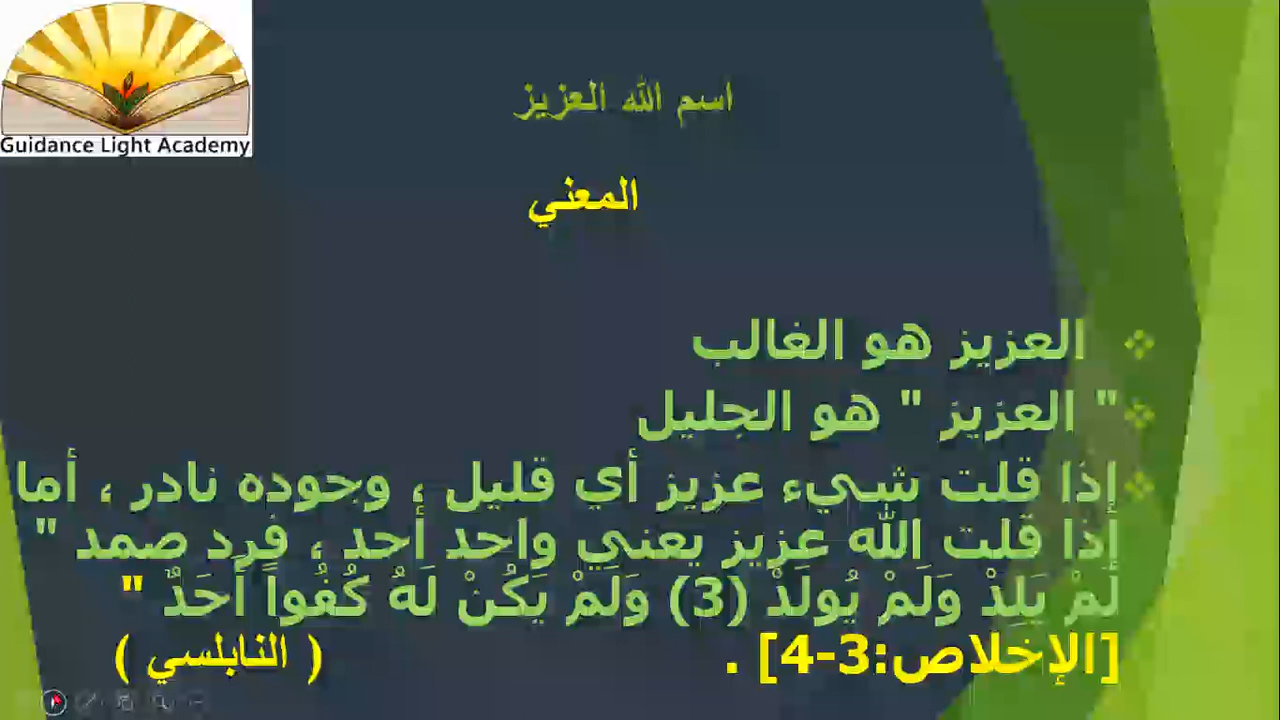 Guidance Light Academy
اسم الله العزيز
المعني
العزيز هو الغالب
" العزيز " هو الجليل
إذا قلت شيء عزيز أي قليل ، وجوده نادر ، أما
إذا قلت الله عزيز يعني واحد أحد ، فرد صمد "
لَمْ يَلِدْ وَلَمْ يُولَدْ (3) وَلَمْ يَكُنْ لَهُ كُفُواً أَحَدٌ "
[الإخلاص:3-4] . ( النابلسي )